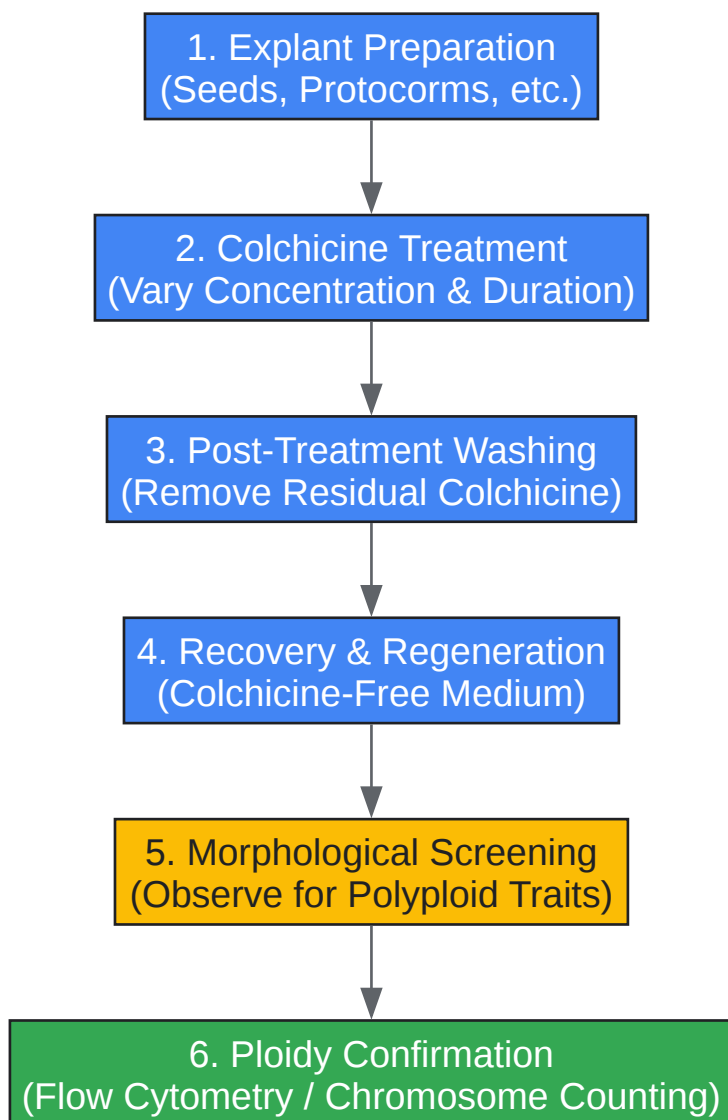 1. Explant Preparation
(Seeds, Protocorms, etc.)
2. Colchicine Treatment
(Vary Concentration & Duration)
3. Post-Treatment Washing
(Remove Residual Colchicine)
4. Recovery & Regeneration
(Colchicine-Free Medium)
5. Morphological Screening
(Observe for Polyploid Traits)
6. Ploidy Confirmation
(Flow Cytometry / Chromosome Counting)